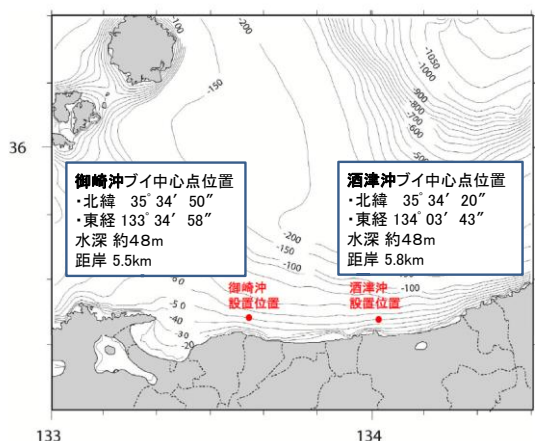 -100
-200
-150
-1050
-1000
-900
-800
-700
-600
-500
36
御崎沖ブイ中心点位置
・北緯 35°34′50″
・東経 133°34′58″
水深 約48m
距岸 5.5km
酒津沖ブイ中心点位置
・北緯 35°34′20″
・東経 134°03′43″
水深 約48m
距岸 5.8km
-200
-150
-100
-100
-50
-40
-30
-20
御崎沖
設置位置
酒津沖
設置位置
133
134